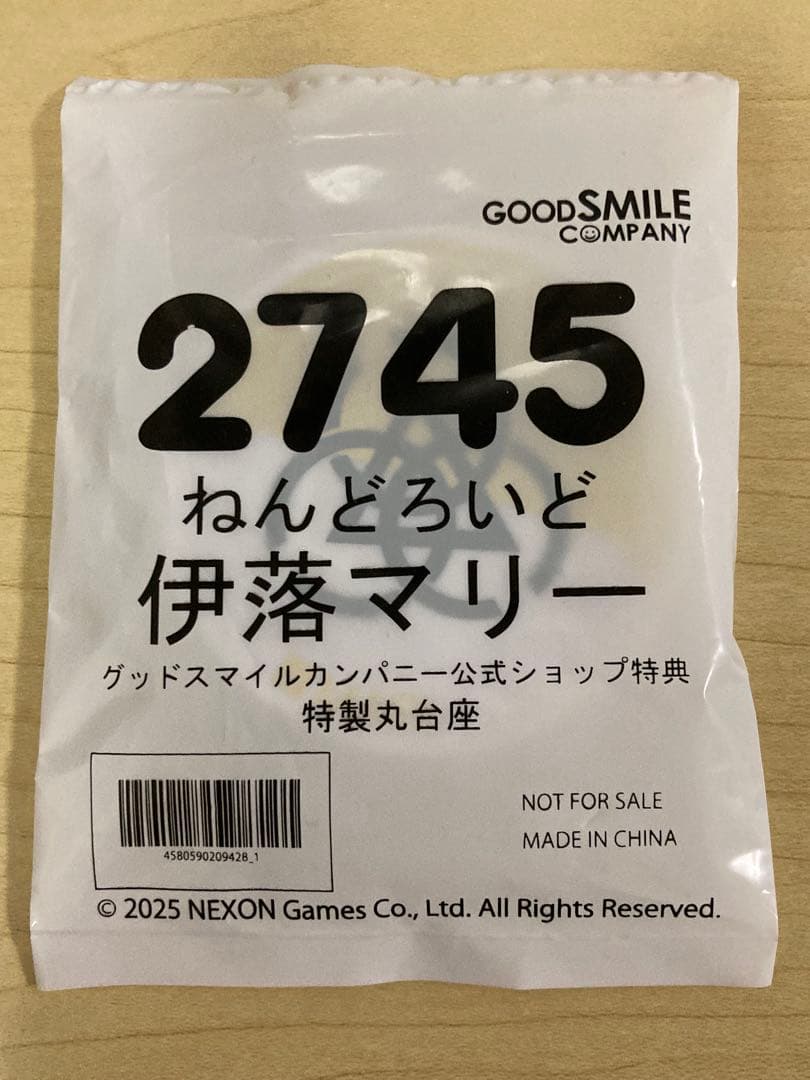 GOODSMILE
COMPANY
2745
ねんどろいど
伊落マリー
グッドスマイルカンパニー公式ショップ特典
特製丸台座
4580590209428_1
NOT FOR SALE
MADE IN CHINA
© 2025 NEXON Games Co., Ltd. All Rights Reserved.